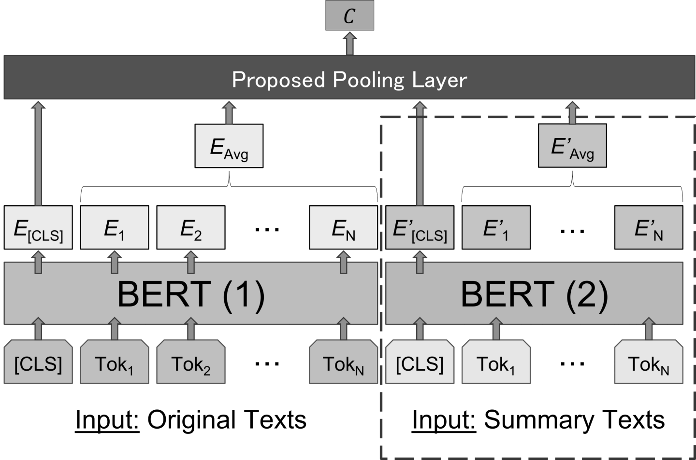 C
Proposed Pooling Layer
E_Avg E'_Avg
E_[CLS] E_1 E_2 ... E_N E'_[CLS] E'_1 ... E'_N
BERT (1) BERT (2)
[CLS] Tok_1 Tok_2 ... Tok_N [CLS] Tok_1 ... Tok_N
Input: Original Texts Input: Summary Texts